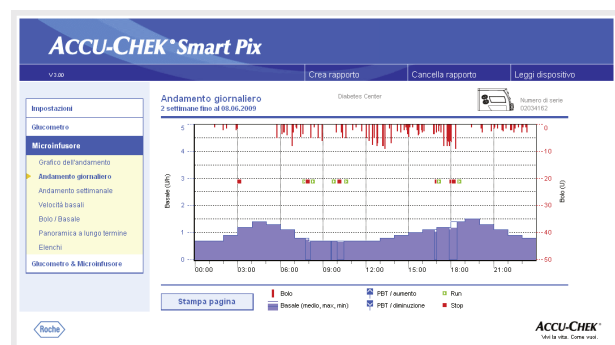 ACCU-CHEK® Smart Pix
V 3.00
Crea rapporto
Cancella rapporto
Leggi dispositivo
Impostazioni
Glucometro
Microinfusore
Grafico dell'andamento
Andamento giornaliero
Andamento settimanale
Velocità basali
Bolo / Basale
Panoramica a lungo termine
Elenchi
Glucometro & Microinfusore
Andamento giornaliero
2 settimane fino al 08.06.2009
Diabetes Center
Numero di serie
02034162
Basale (U/h)
5
4
3
2
1
0
Bolo (U)
0
10
20
30
40
50
00:00 03:00 06:00 09:00 12:00 15:00 18:00 21:00
Stampa pagina
Bolo
Basale (medio, max, min)
PBT / aumento
PBT / diminuzione
Run
Stop
Roche
ACCU-CHEK®
Vivi la vita. Come vuoi.